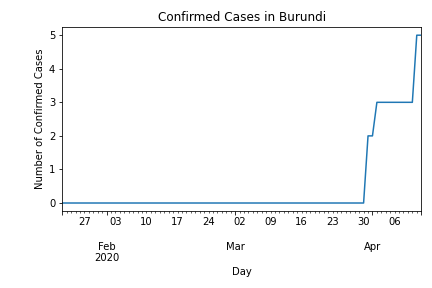 Confirmed Cases in Burundi
5
4
3
2
1
0
Number of Confirmed Cases
27 03 10 17 24 02 09 16 23 30 06
Feb Mar Apr
2020
Day